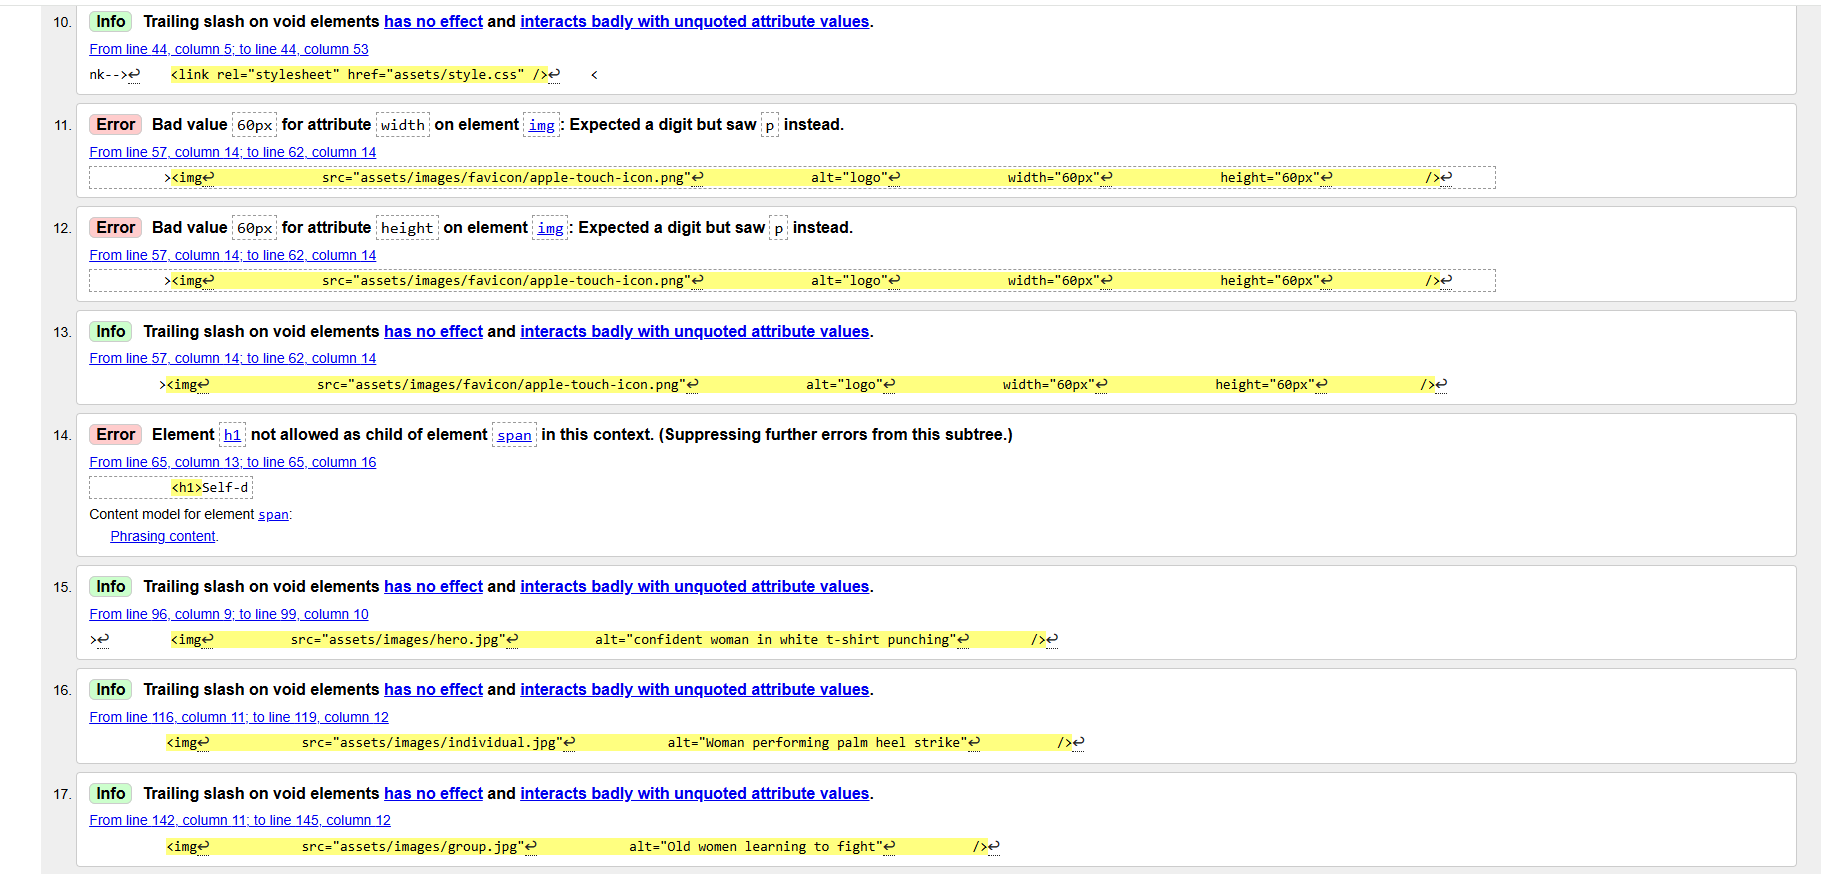 10. Info Trailing slash on void elements has no effect and interacts badly with unquoted attribute values.
From line 44, column 5; to line 44, column 53
nk-->↩ <link rel="stylesheet" href="assets/style.css" />↩ <
11. Error Bad value 60px for attribute width on element img: Expected a digit but saw p instead.
From line 57, column 14; to line 62, column 14
><img↩ src="assets/images/favicon/apple-touch-icon.png"↩ alt="logo"↩ width="60px"↩ height="60px"↩ />↩
12. Error Bad value 60px for attribute height on element img: Expected a digit but saw p instead.
From line 57, column 14; to line 62, column 14
><img↩ src="assets/images/favicon/apple-touch-icon.png"↩ alt="logo"↩ width="60px"↩ height="60px"↩ />↩
13. Info Trailing slash on void elements has no effect and interacts badly with unquoted attribute values.
From line 57, column 14; to line 62, column 14
><img↩ src="assets/images/favicon/apple-touch-icon.png"↩ alt="logo"↩ width="60px"↩ height="60px"↩ />↩
14. Error Element h1 not allowed as child of element span in this context. (Suppressing further errors from this subtree.)
From line 65, column 13; to line 65, column 16
<h1>Self-d
Content model for element span:
Phrasing content.
15. Info Trailing slash on void elements has no effect and interacts badly with unquoted attribute values.
From line 96, column 9; to line 99, column 10
>↩ <img↩ src="assets/images/hero.jpg"↩ alt="confident woman in white t-shirt punching"↩ />↩
16. Info Trailing slash on void elements has no effect and interacts badly with unquoted attribute values.
From line 116, column 11; to line 119, column 12
<img↩ src="assets/images/individual.jpg"↩ alt="Woman performing palm heel strike"↩ />↩
17. Info Trailing slash on void elements has no effect and interacts badly with unquoted attribute values.
From line 142, column 11; to line 145, column 12
<img↩ src="assets/images/group.jpg"↩ alt="Old women learning to fight"↩ />↩